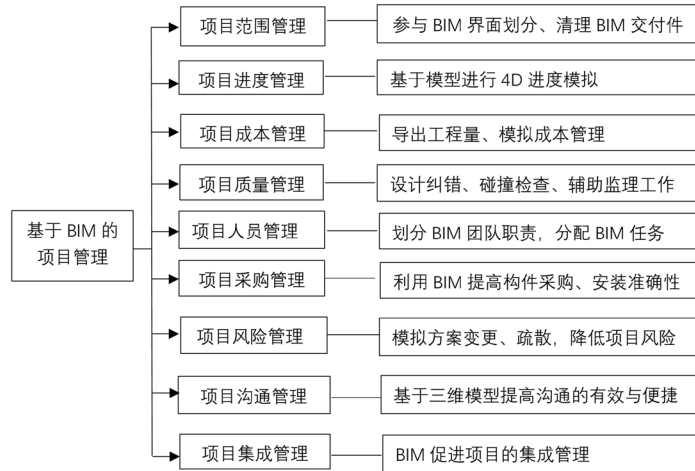 项目范围管理
参与 BIM 界面划分、清理 BIM 交付件
项目进度管理
基于模型进行 4D 进度模拟
项目成本管理
导出工程量、模拟成本管理
项目质量管理
设计纠错、碰撞检查、辅助监理工作
基于 BIM 的
项目管理
项目人员管理
划分 BIM 团队职责，分配 BIM 任务
项目采购管理
利用 BIM 提高构件采购、安装准确性
项目风险管理
模拟方案变更、疏散，降低项目风险
项目沟通管理
基于三维模型提高沟通的有效与便捷
项目集成管理
BIM 促进项目的集成管理